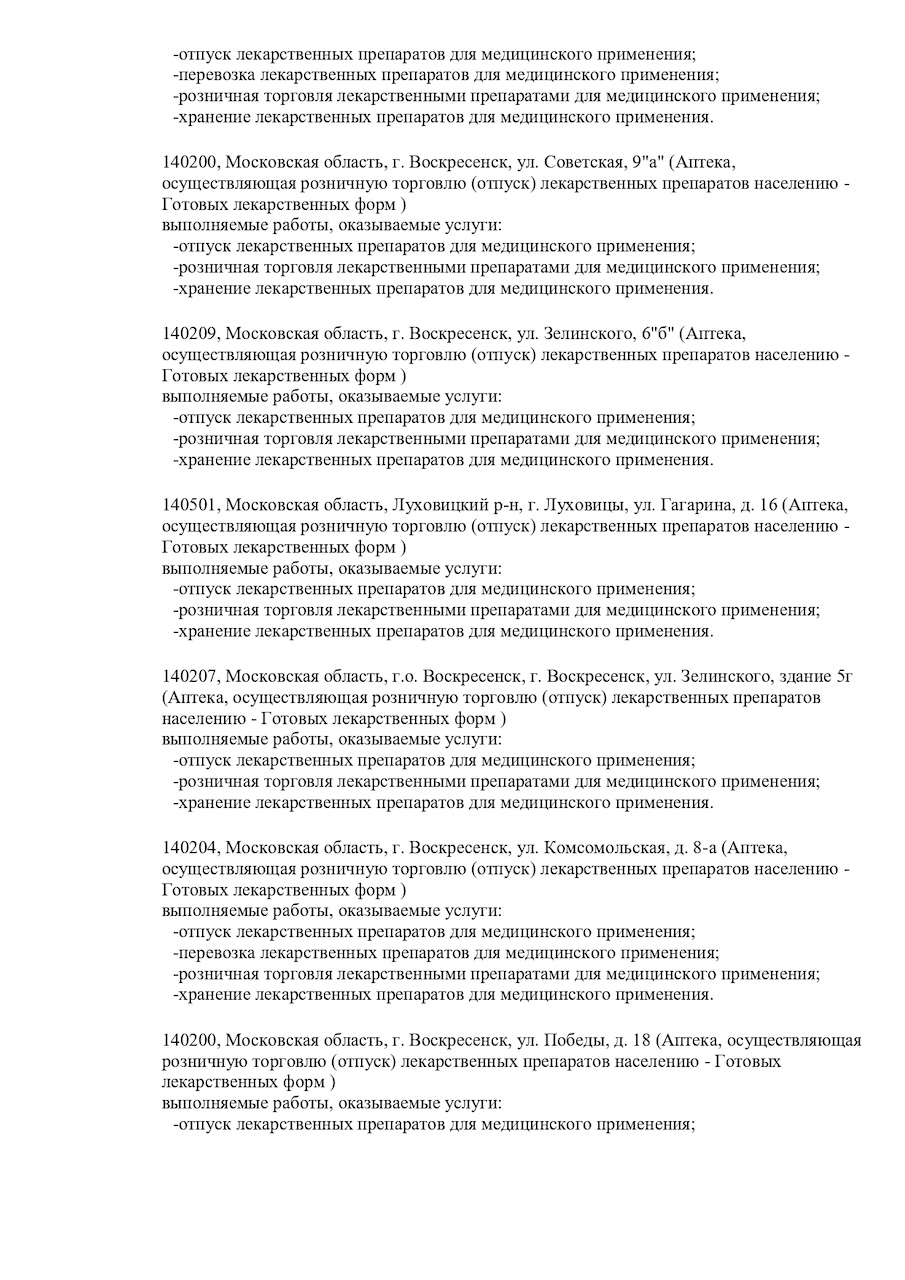 -отпуск лекарственных препаратов для медицинского применения;
-перевозка лекарственных препаратов для медицинского применения;
-розничная торговля лекарственными препаратами для медицинского применения;
-хранение лекарственных препаратов для медицинского применения.
140200, Московская область, г. Воскресенск, ул. Советская, 9"а" (Аптека,
осуществляющая розничную торговлю (отпуск) лекарственных препаратов населению -
Готовых лекарственных форм )
выполняемые работы, оказываемые услуги:
-отпуск лекарственных препаратов для медицинского применения;
-розничная торговля лекарственными препаратами для медицинского применения;
-хранение лекарственных препаратов для медицинского применения.
140209, Московская область, г. Воскресенск, ул. Зелинского, 6"б" (Аптека,
осуществляющая розничную торговлю (отпуск) лекарственных препаратов населению -
Готовых лекарственных форм )
выполняемые работы, оказываемые услуги:
-отпуск лекарственных препаратов для медицинского применения;
-розничная торговля лекарственными препаратами для медицинского применения;
-хранение лекарственных препаратов для медицинского применения.
140501, Московская область, Луховицкий р-н, г. Луховицы, ул. Гагарина, д. 16 (Аптека,
осуществляющая розничную торговлю (отпуск) лекарственных препаратов населению -
Готовых лекарственных форм )
выполняемые работы, оказываемые услуги:
-отпуск лекарственных препаратов для медицинского применения;
-розничная торговля лекарственными препаратами для медицинского применения;
-хранение лекарственных препаратов для медицинского применения.
140207, Московская область, г.о. Воскресенск, г. Воскресенск, ул. Зелинского, здание 5г
(Аптека, осуществляющая розничную торговлю (отпуск) лекарственных препаратов
населению - Готовых лекарственных форм )
выполняемые работы, оказываемые услуги:
-отпуск лекарственных препаратов для медицинского применения;
-розничная торговля лекарственными препаратами для медицинского применения;
-хранение лекарственных препаратов для медицинского применения.
140204, Московская область, г. Воскресенск, ул. Комсомольская, д. 8-а (Аптека,
осуществляющая розничную торговлю (отпуск) лекарственных препаратов населению -
Готовых лекарственных форм )
выполняемые работы, оказываемые услуги:
-отпуск лекарственных препаратов для медицинского применения;
-перевозка лекарственных препаратов для медицинского применения;
-розничная торговля лекарственными препаратами для медицинского применения;
-хранение лекарственных препаратов для медицинского применения.
140200, Московская область, г. Воскресенск, ул. Победы, д. 18 (Аптека, осуществляющая
розничную торговлю (отпуск) лекарственных препаратов населению - Готовых
лекарственных форм )
выполняемые работы, оказываемые услуги:
-отпуск лекарственных препаратов для медицинского применения;